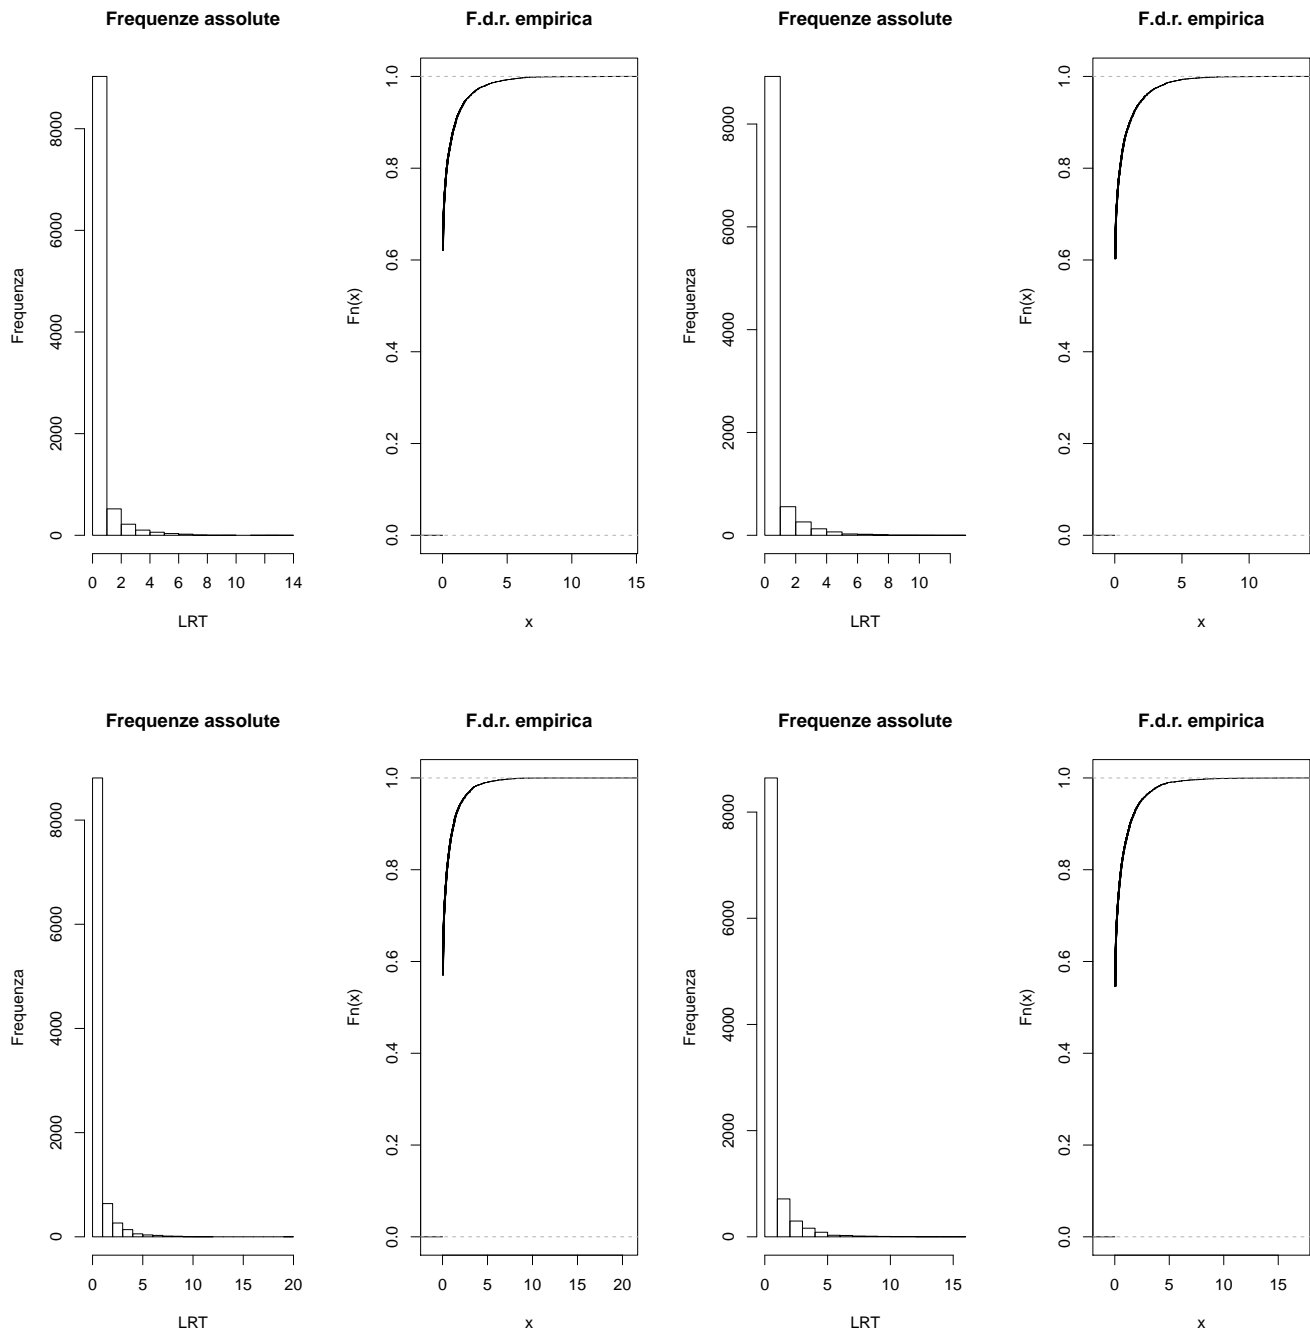 Frequenze assolute
F.d.r. empirica
Frequenze assolute
F.d.r. empirica
Frequenza
0 2000 4000 6000 8000
0 2 4 6 8 10 14
LRT
Fn(x)
0.0 0.2 0.4 0.6 0.8 1.0
0 5 10 15
x
Frequenza
0 2000 4000 6000 8000
0 2 4 6 8 10
LRT
Fn(x)
0.0 0.2 0.4 0.6 0.8 1.0
0 5 10
x
Frequenze assolute
F.d.r. empirica
Frequenze assolute
F.d.r. empirica
Frequenza
0 2000 4000 6000 8000
0 5 10 15 20
LRT
Fn(x)
0.0 0.2 0.4 0.6 0.8 1.0
0 5 10 15 20
x
Frequenza
0 2000 4000 6000 8000
0 5 10 15
LRT
Fn(x)
0.0 0.2 0.4 0.6 0.8 1.0
0 5 10 15
x